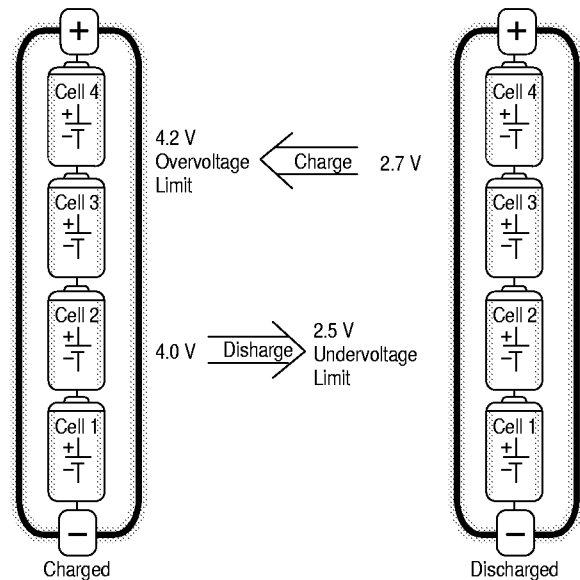 +
Cell 4
+
−
Cell 3
+
−
Cell 2
+
−
Cell 1
+
−
−
Charged
4.2 V
Overvoltage
Limit
Charge
2.7 V
4.0 V
Disharge
2.5 V
Undervoltage
Limit
+
Cell 4
+
−
Cell 3
+
−
Cell 2
+
−
Cell 1
+
−
−
Discharged